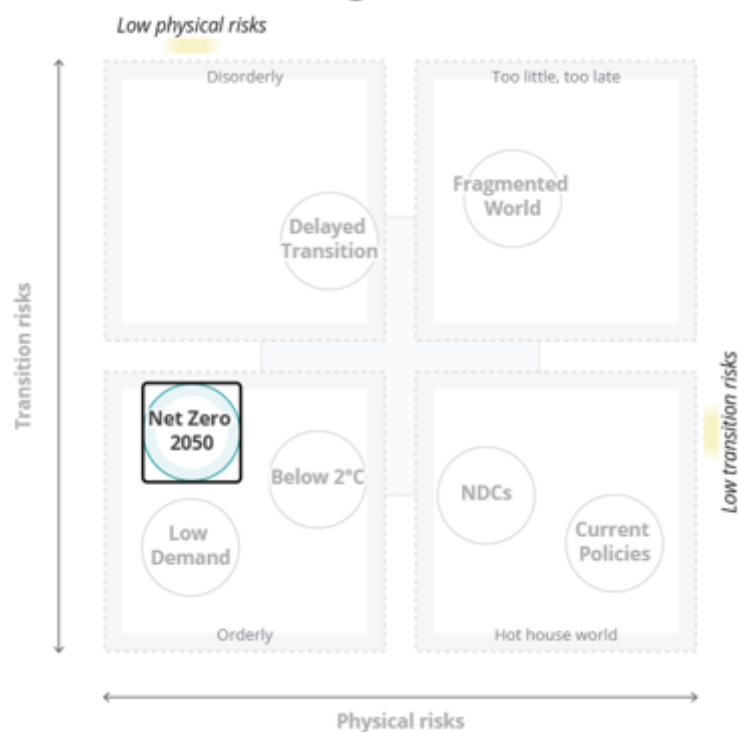 Low physical risks
Disorderly
Too little, too late
Fragmented
World
Delayed
Transition
Transition risks
Low transition risks
Net Zero
2050
Below 2°C
NDCs
Low
Demand
Current
Policies
Orderly
Hot house world
Physical risks